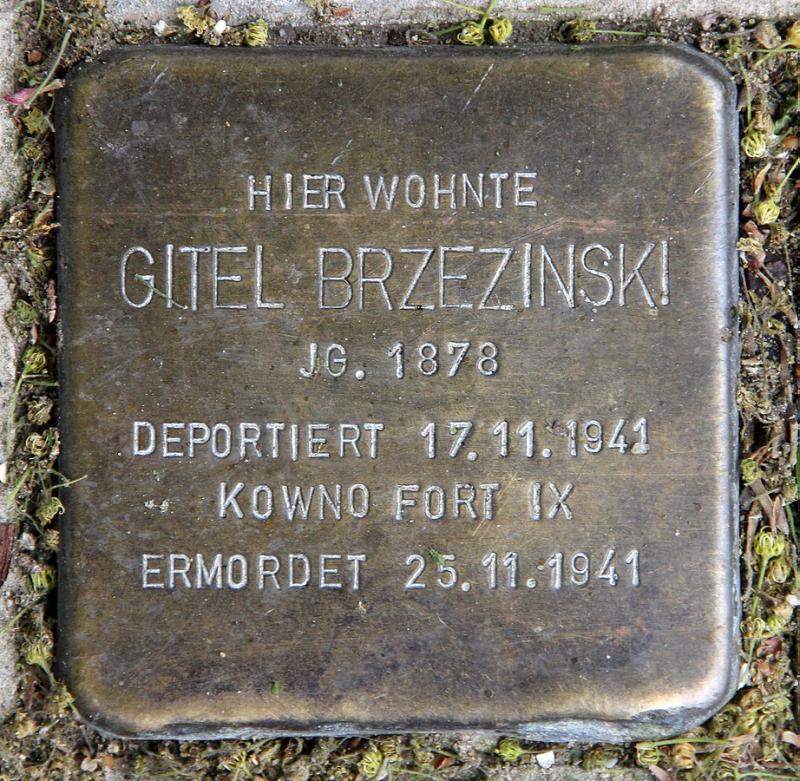 HIER WOHNTE
GITEL BRZEZINSKI
JG. 1878
DEPORTIERT 17.11.1941
KOWNO FORT IX
ERMORDET 25.11.1941